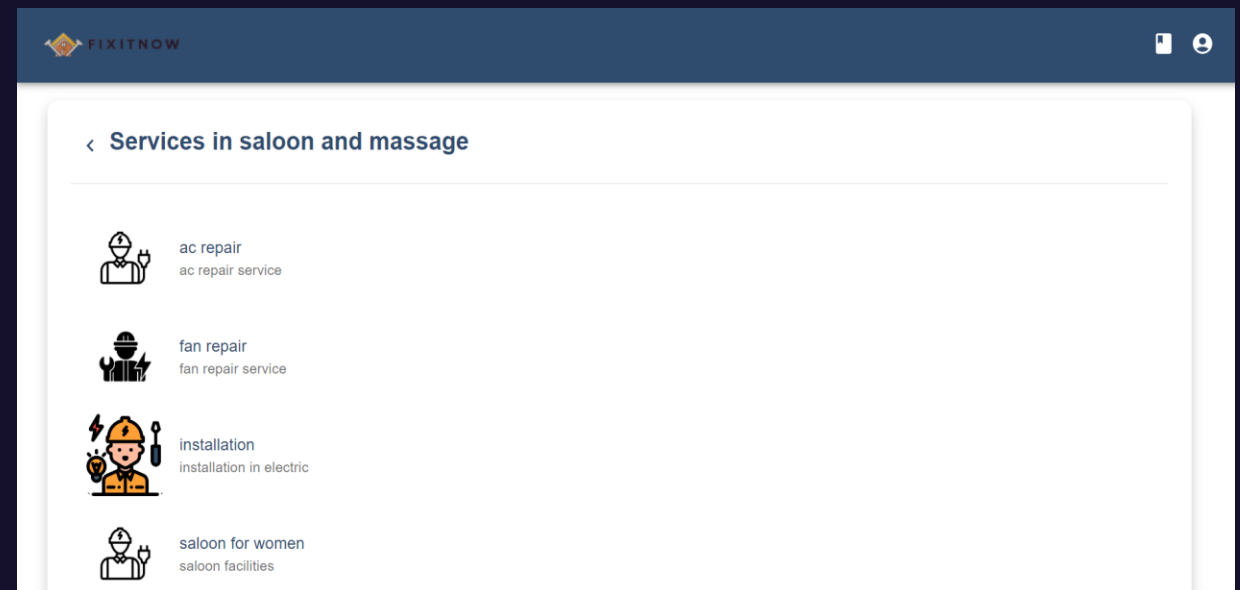 FIXITNOW
Services in saloon and massage
ac repair
ac repair service
fan repair
fan repair service
installation
installation in electric
saloon for women
saloon facilities